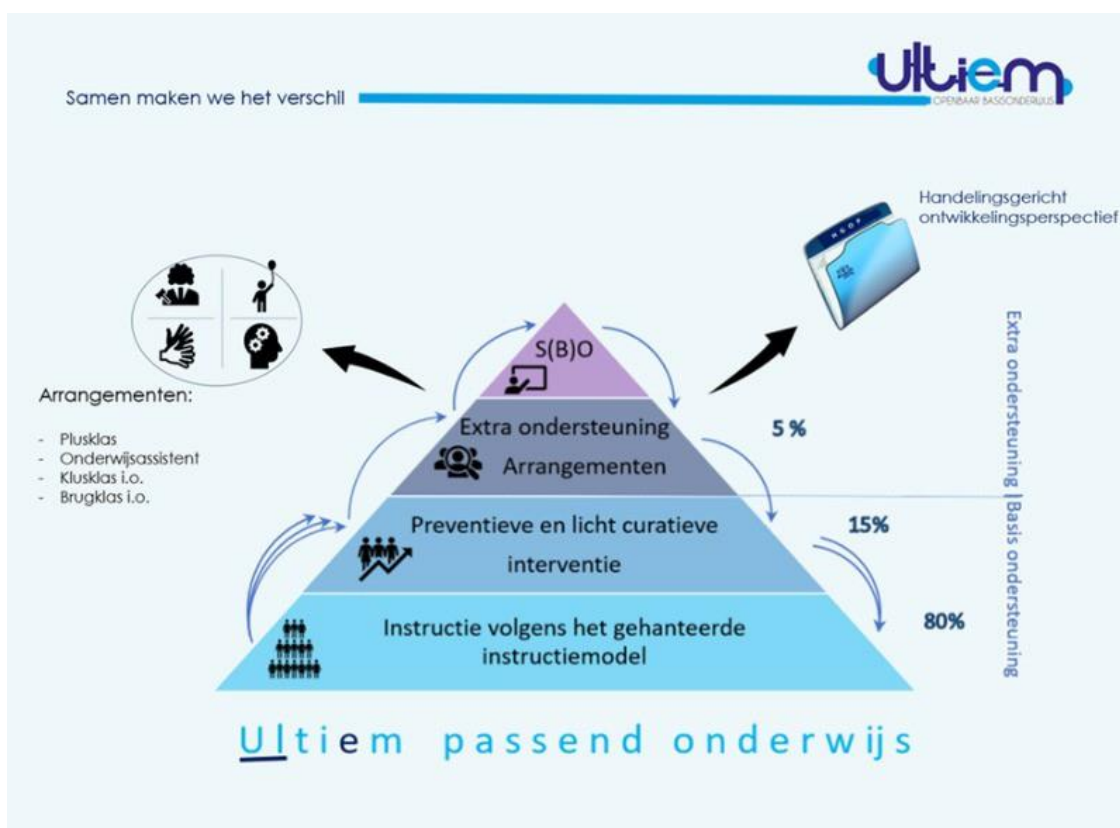 Samen maken we het verschil
Ultiem
OPENBAAR BASISONDERWIJS
Handelingsgericht
ontwikkelingsperspectief
HGOP
Arrangementen:
- Plusklas
- Onderwijsassistent
- Klusklas i.o.
- Brugklas i.o.
S(B)O
Extra ondersteuning
Arrangementen
5 %
Preventieve en licht curatieve
interventie
15%
Instructie volgens het gehanteerde
instructiemodel
80%
Extra ondersteuning | Basis ondersteuning
Ultiem passend onderwijs